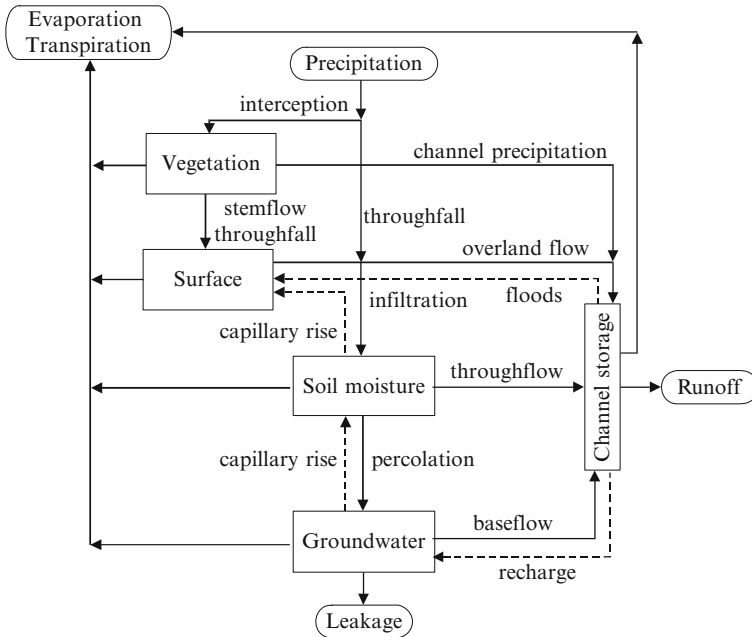 Evaporation
Transpiration
Precipitation
interception
Vegetation
channel precipitation
stemflow
throughfall
throughfall
overland flow
Surface
infiltration
floods
capillary rise
Channel storage
Soil moisture
throughflow
Runoff
capillary rise
percolation
Groundwater
baseflow
recharge
Leakage